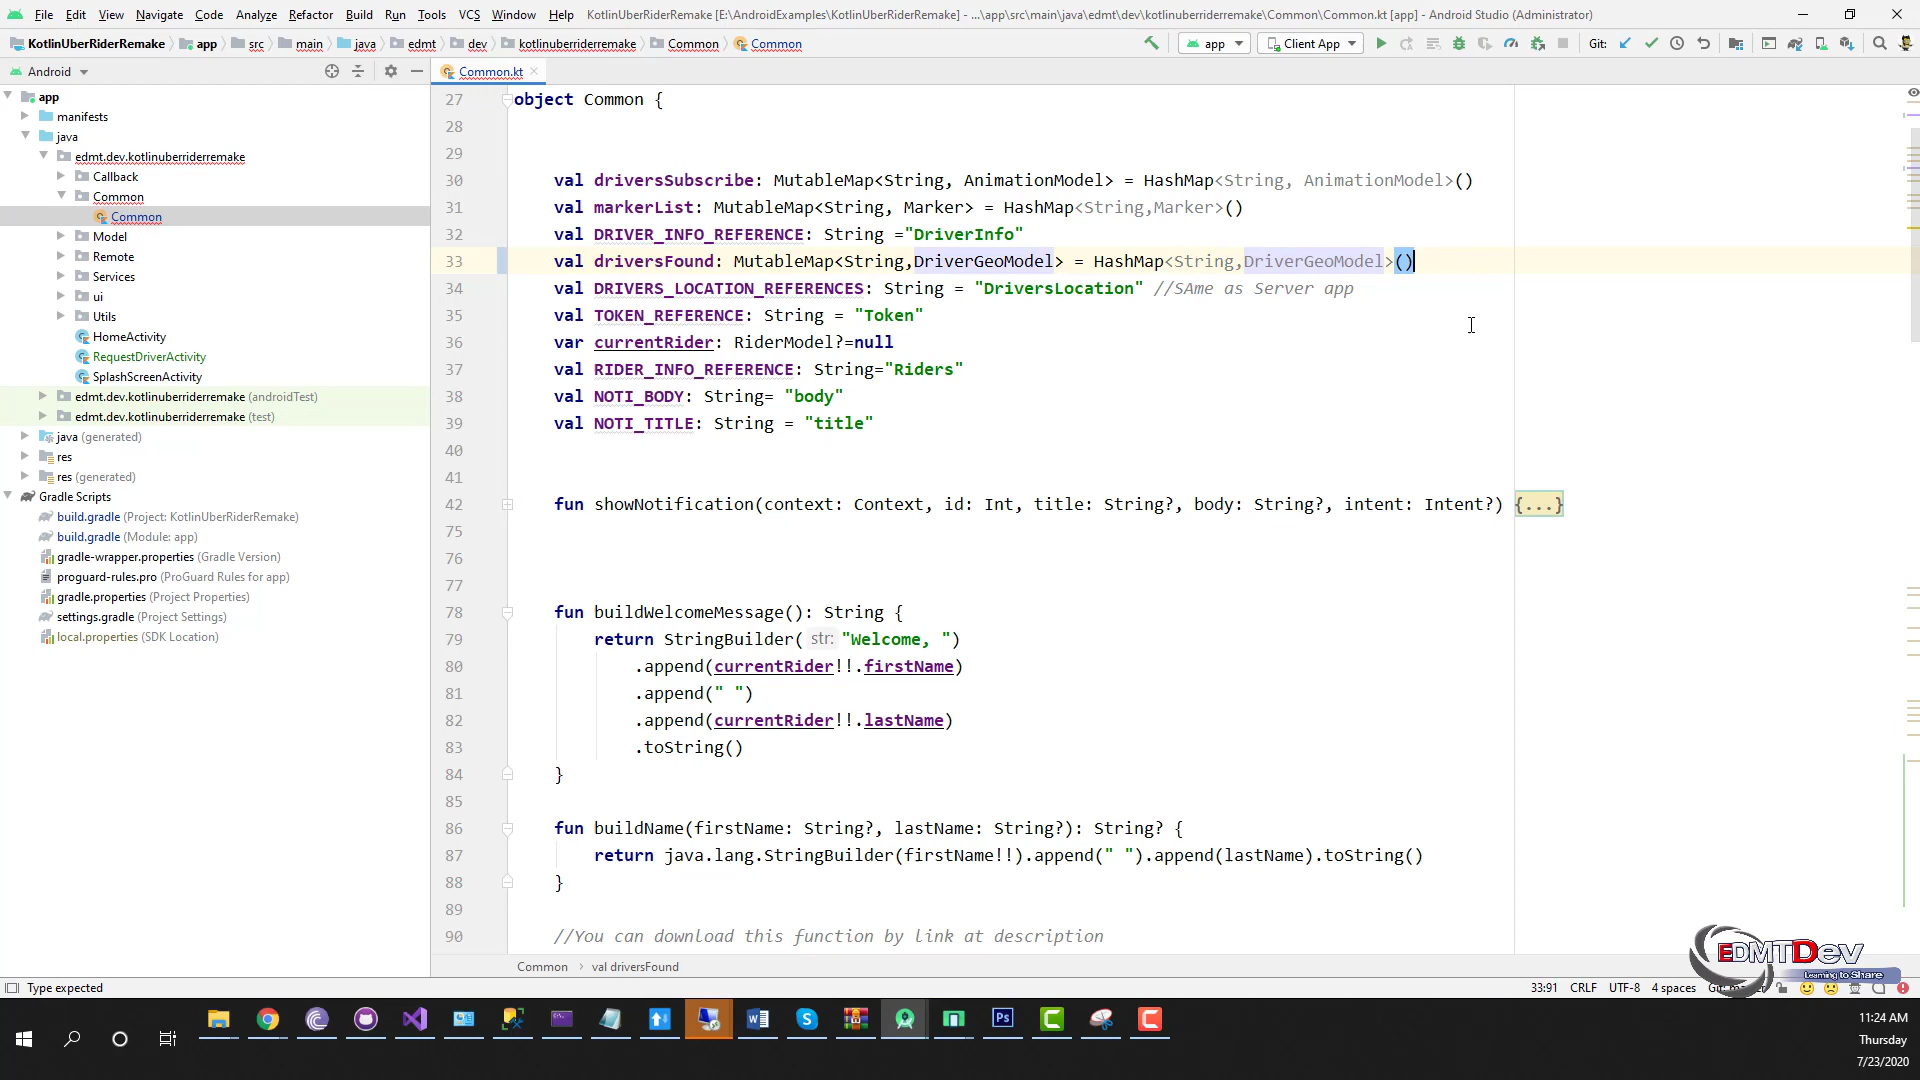 File Edit View Navigate Code Analyze Refactor Build Run Tools VCS Window Help KotlinUberRiderRemake [E:\AndroidExamples\KotlinUberRiderRemake] - ...\app\src\main\java\edmt\dev\kotlinuberriderremake\Common\Common.kt [app] - Android Studio (Administrator)
KotlinUberRiderRemake app src main java edmt dev kotlinuberriderremake Common Common app Client App Git:
Android
Common.kt
app
manifests
java
edmt.dev.kotlinuberriderremake
Callback
Common
Common
Model
Remote
Services
ui
Utils
HomeActivity
RequestDriverActivity
SplashScreenActivity
edmt.dev.kotlinuberriderremake (androidTest)
edmt.dev.kotlinuberriderremake (test)
java (generated)
res
res (generated)
Gradle Scripts
build.gradle (Project: KotlinUberRiderRemake)
build.gradle (Module: app)
gradle-wrapper.properties (Gradle Version)
proguard-rules.pro (ProGuard Rules for app)
gradle.properties (Project Properties)
settings.gradle (Project Settings)
local.properties (SDK Location)
27 object Common {
28
29
30 val driversSubscribe: MutableMap<String, AnimationModel> = HashMap<String, AnimationModel>()
31 val markerList: MutableMap<String, Marker> = HashMap<String,Marker>()
32 val DRIVER_INFO_REFERENCE: String ="DriverInfo"
33 val driversFound: MutableMap<String,DriverGeoModel> = HashMap<String,DriverGeoModel>()
34 val DRIVERS_LOCATION_REFERENCES: String = "DriversLocation" //SAme as Server app
35 val TOKEN_REFERENCE: String = "Token"
36 var currentRider: RiderModel?=null
37 val RIDER_INFO_REFERENCE: String="Riders"
38 val NOTI_BODY: String= "body"
39 val NOTI_TITLE: String = "title"
40
41
42 fun showNotification(context: Context, id: Int, title: String?, body: String?, intent: Intent?) {...}
75
76
77
78 fun buildWelcomeMessage(): String {
79 return StringBuilder( str: "Welcome, ")
80 .append(currentRider!!.firstName)
81 .append(" ")
82 .append(currentRider!!.lastName)
83 .toString()
84 }
85
86 fun buildName(firstName: String?, lastName: String?): String? {
87 return java.lang.StringBuilder(firstName!!).append(" ").append(lastName).toString()
88 }
89
90 //You can download this function by link at description
Common val driversFound
EDMTDev
Learning to Share
Type expected 33:91 CRLF UTF-8 4 spaces
11:24 AM
Thursday
7/23/2020